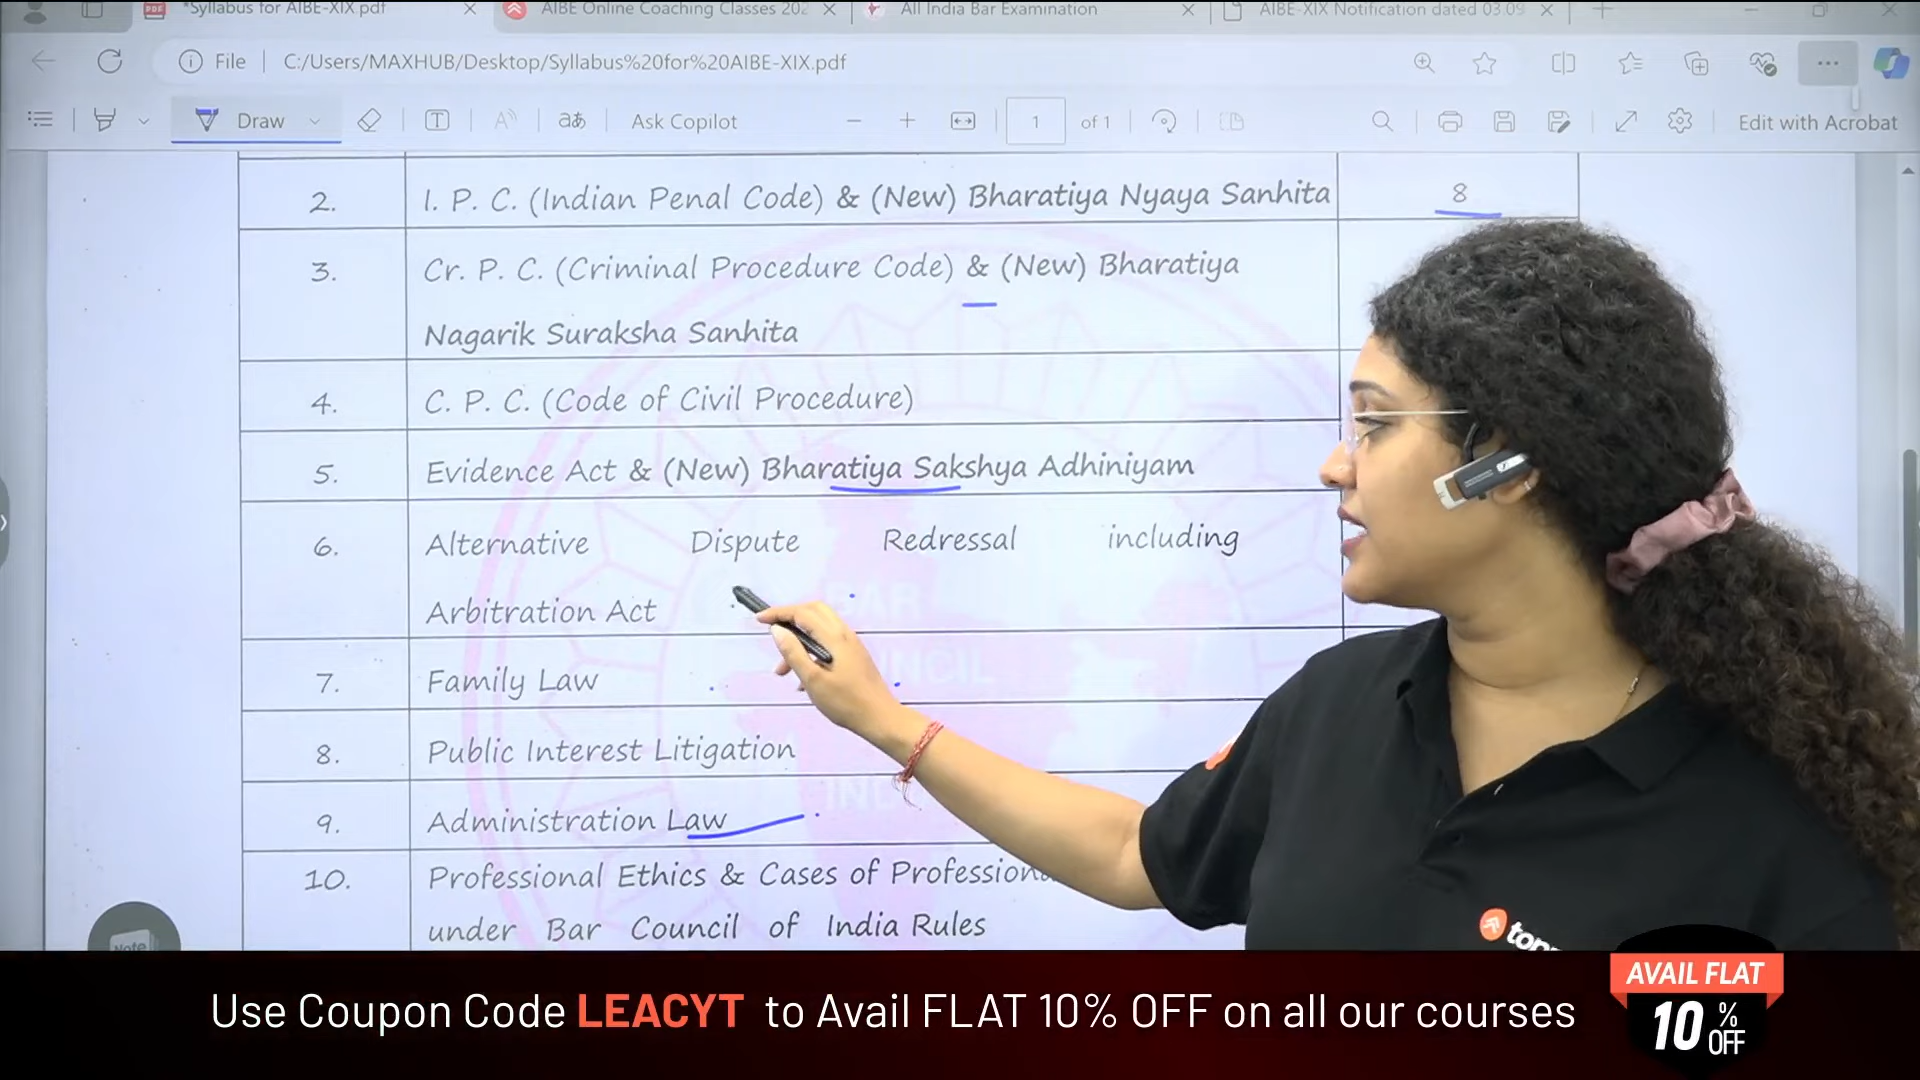 *Syllabus for AIBE-XIX pdf
AIBE Online Coaching Classes 202
All India Bar Examination
AIBE-XIX Notification dated 03 09
File
C:/Users/MAXHUB/Desktop/Syllabus%20for%20AIBE-XIX.pdf
Draw
Ask Copilot
1
of 1
Edit with Acrobat
2. I. P. C. (Indian Penal Code) & (New) Bharatiya Nyaya Sanhita 8
3. Cr. P. C. (Criminal Procedure Code) & (New) Bharatiya
Nagarik Suraksha Sanhita
4. C. P. C. (Code of Civil Procedure)
5. Evidence Act & (New) Bharatiya Sakshya Adhiniyam
6. Alternative Dispute Redressal including
Arbitration Act
7. Family Law
8. Public Interest Litigation
9. Administration Law
10. Professional Ethics & Cases of Profession
under Bar Council of India Rules
BAR
Note
Use Coupon Code LEACYT to Avail FLAT 10% OFF on all our courses
AVAIL FLAT
10% OFF